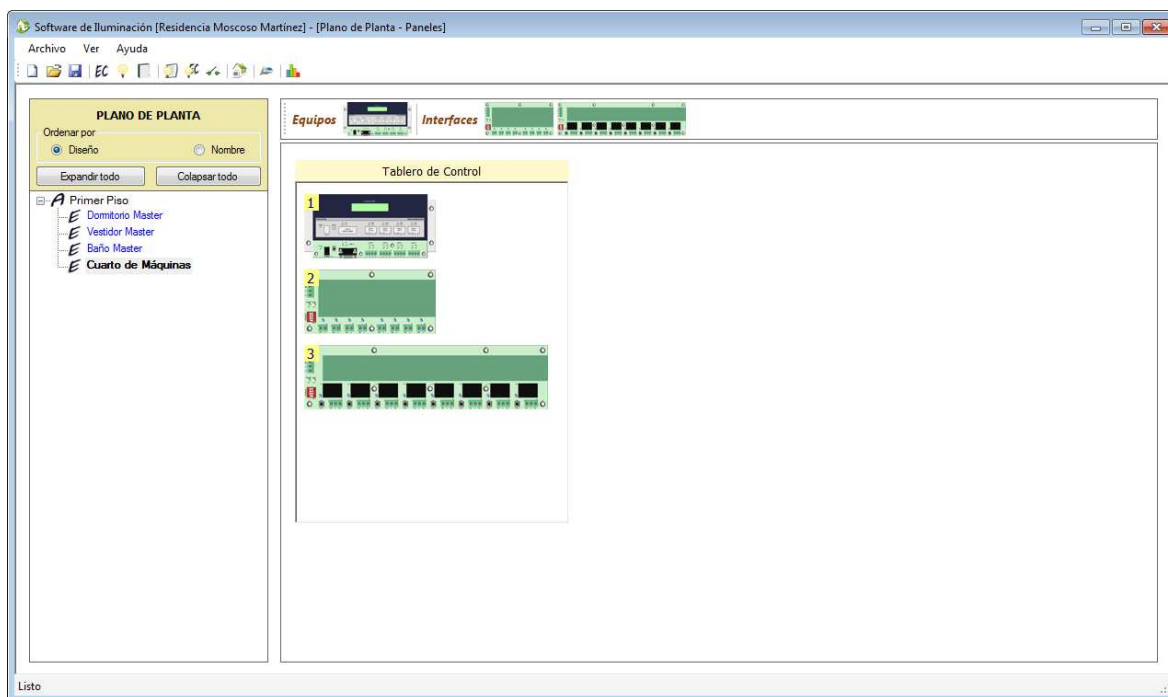 Software de Iluminación [Residencia Moscoso Martínez] - [Plano de Planta - Paneles]
Archivo Ver Ayuda
EC
PLANO DE PLANTA
Ordenar por
Diseño Nombre
Expandir todo Colapsar todo
A Primer Piso
E Dormitorio Master
E Vestidor Master
E Baño Master
E Cuarto de Máquinas
Equipos Interfaces
Tablero de Control
1
2
3
Listo